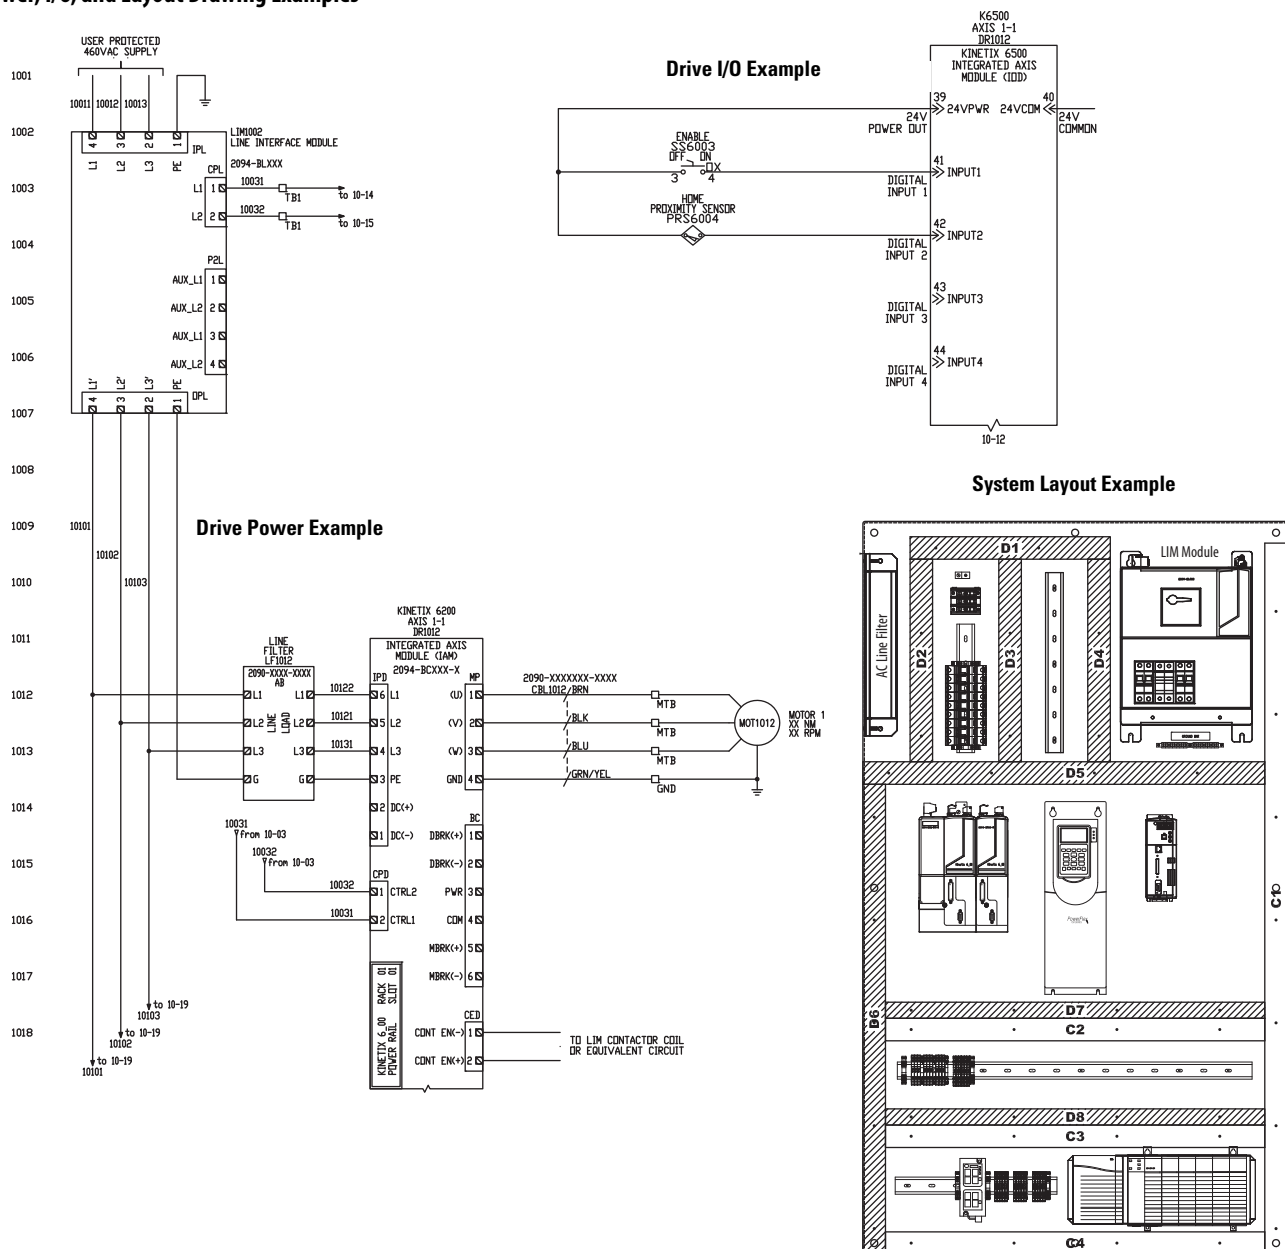 USER PROTECTED
460VAC SUPPLY
1001
10011 10012 10013
1002
4 3 2 1
IPL
L1 L2 L3 PE
LIM1002
LINE INTERFACE MODULE
2094-BLXXX
CPL
1003
L1 1
10031
TB1
to 10-14
L2 2
10032
TB1
to 10-15
1004
P2L
AUX_L1 1
1005
AUX_L2 2
AUX_L1 3
1006
AUX_L2 4
L1' L2' L3' PE
OPL
4 3 2 1
1007
1008
1009
10101
Drive Power Example
10102
1010
10103
KINETIX 6200
AXIS 1-1
DR1012
1011
LINE
FILTER
LF1012
2090-XXXX-XXXX
AB
INTEGRATED AXIS
MODULE (IAM)
2094-BCXXX-X
IPD
MP
2090-XXXXXXX-XXXX
CBL1012
1012
L1 L1
10122
6 L1
(U) 1
BRN
MTB
L2 L2
LINE
LOAD
10121
5 L2
(V) 2
BLK
MTB
MOT1012
MOTOR 1
XX NM
XX RPM
1013
L3 L3
10131
4 L3
(W) 3
BLU
MTB
G G
3 PE
GND 4
GRN/YEL
GND
1014
2 DC(+)
BC
10031
from 10-03
1 DC(-)
DBRK(+) 1
10032
from 10-03
1015
DBRK(-) 2
CPD
10032
1 CTRL2
PWR 3
1016
10031
2 CTRL1
COM 4
MBRK(+) 5
1017
MBRK(-) 6
KINETIX 6_00 RACK 01
POWER RAIL SLOT 01
CED
1018
CONT EN(-) 1
CONT EN(+) 2
TO LIM CONTACTOR COIL
OR EQUIVALENT CIRCUIT
to 10-19
10103
to 10-19
10102
to 10-19
10101
Drive I/O Example
K6500
AXIS 1-1
DR1012
KINETIX 6500
INTEGRATED AXIS
MODULE (IOD)
39
24VPWR
24VCOM
40
24V
POWER OUT
24V
COMMON
ENABLE
SS6003
OFF ON
OX
3 4
41
INPUT1
DIGITAL
INPUT 1
HOME
PROXIMITY SENSOR
PRS6004
42
INPUT2
DIGITAL
INPUT 2
43
INPUT3
DIGITAL
INPUT 3
44
INPUT4
DIGITAL
INPUT 4
10-12
System Layout Example
D1
LIM Module
AC Line Filter
D2
D3
D4
D5
PowerFlex
C1
D6
D7
C2
D8
C3
C4